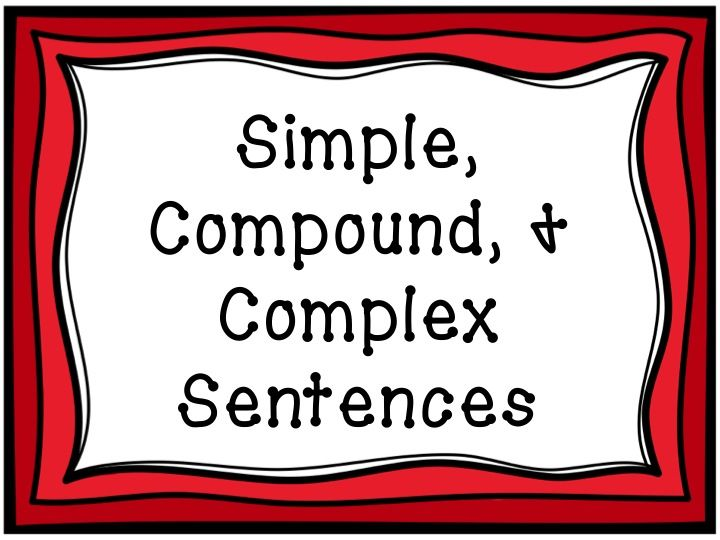 Simple,
Compound, &
Complex
Sentences